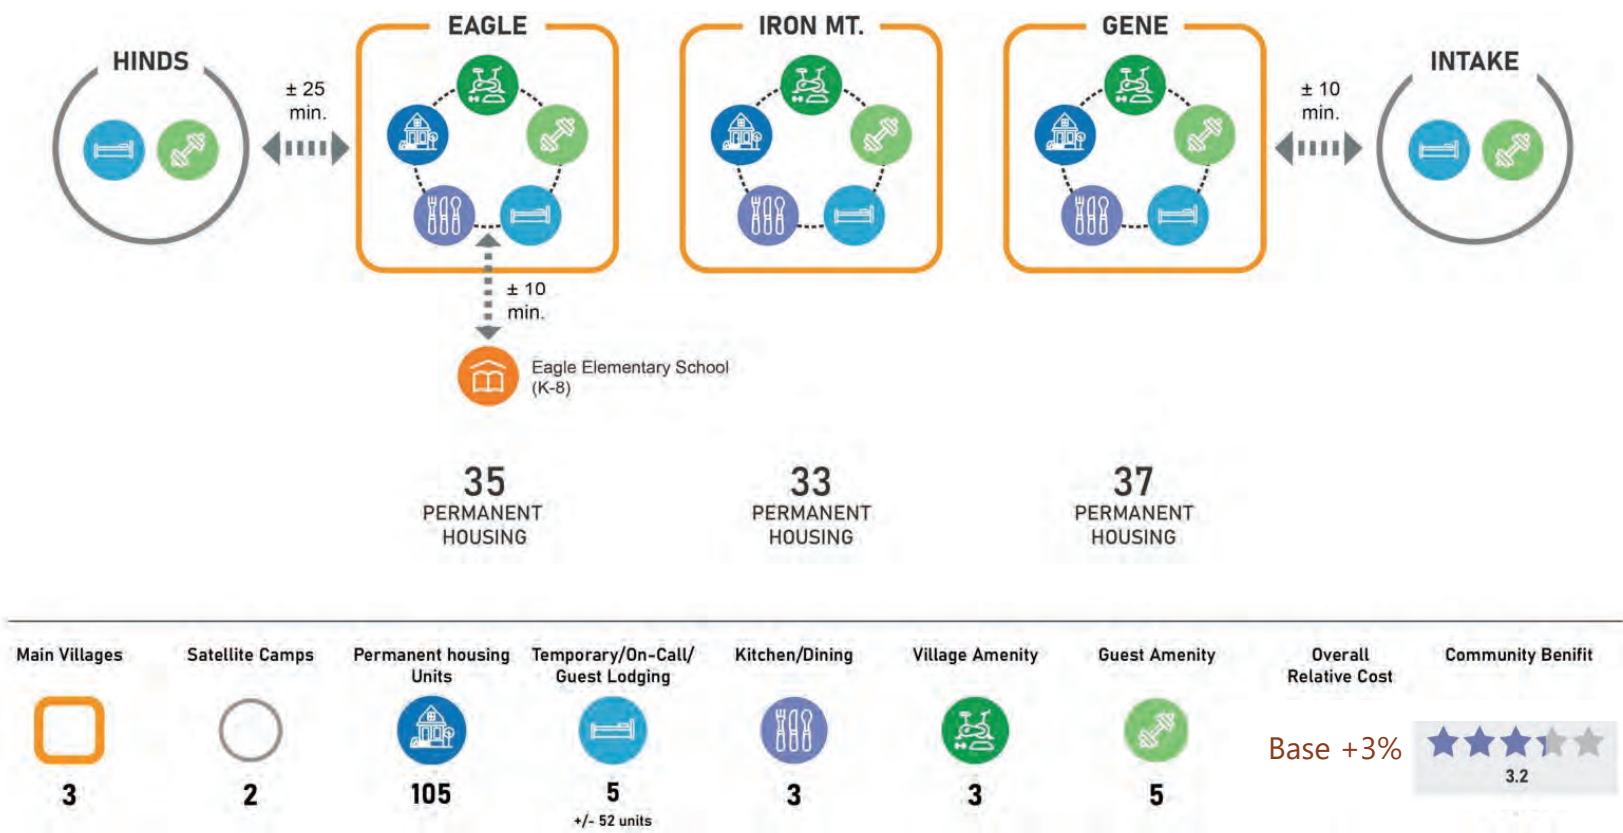 HINDS
EAGLE
IRON MT.
GENE
INTAKE
± 25
min.
± 10
min.
± 10
min.
Eagle Elementary School
(K-8)
35
PERMANENT
HOUSING
33
PERMANENT
HOUSING
37
PERMANENT
HOUSING
Main Villages
3
Satellite Camps
2
Permanent housing
Units
105
Temporary/On-Call/
Guest Lodging
5
+/- 52 units
Kitchen/Dining
3
Village Amenity
3
Guest Amenity
5
Overall
Relative Cost
Base +3%
Community Benifit
3.2